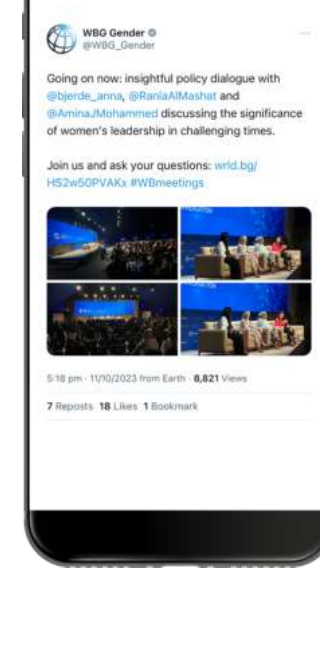 WBG Gender
@WBG_Gender
Going on now: insightful policy dialogue with
@bjerde_anna, @RaniaAlMashat and
@AminaJMohammed discussing the significance
of women's leadership in challenging times.
Join us and ask your questions: wrld.bg/
HS2w50PVAKx #WBmeetings
5:18 pm · 11/10/2023 from Earth · 8,821 Views
7 Reposts 18 Likes 1 Bookmark